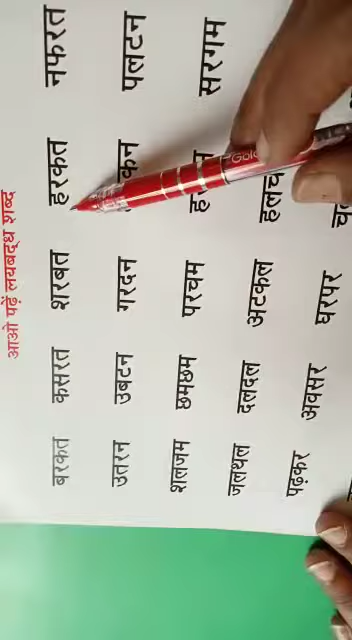 आओ पढ़ें लयबद्ध शब्द
बरकत कसरत शरबत हरकत नफरत
उतरन उबटन गरदन पलटन
शलजम छमछम परचम सरगम
जलथल दलदल अटकल
पढ़कर अवसर घरपर